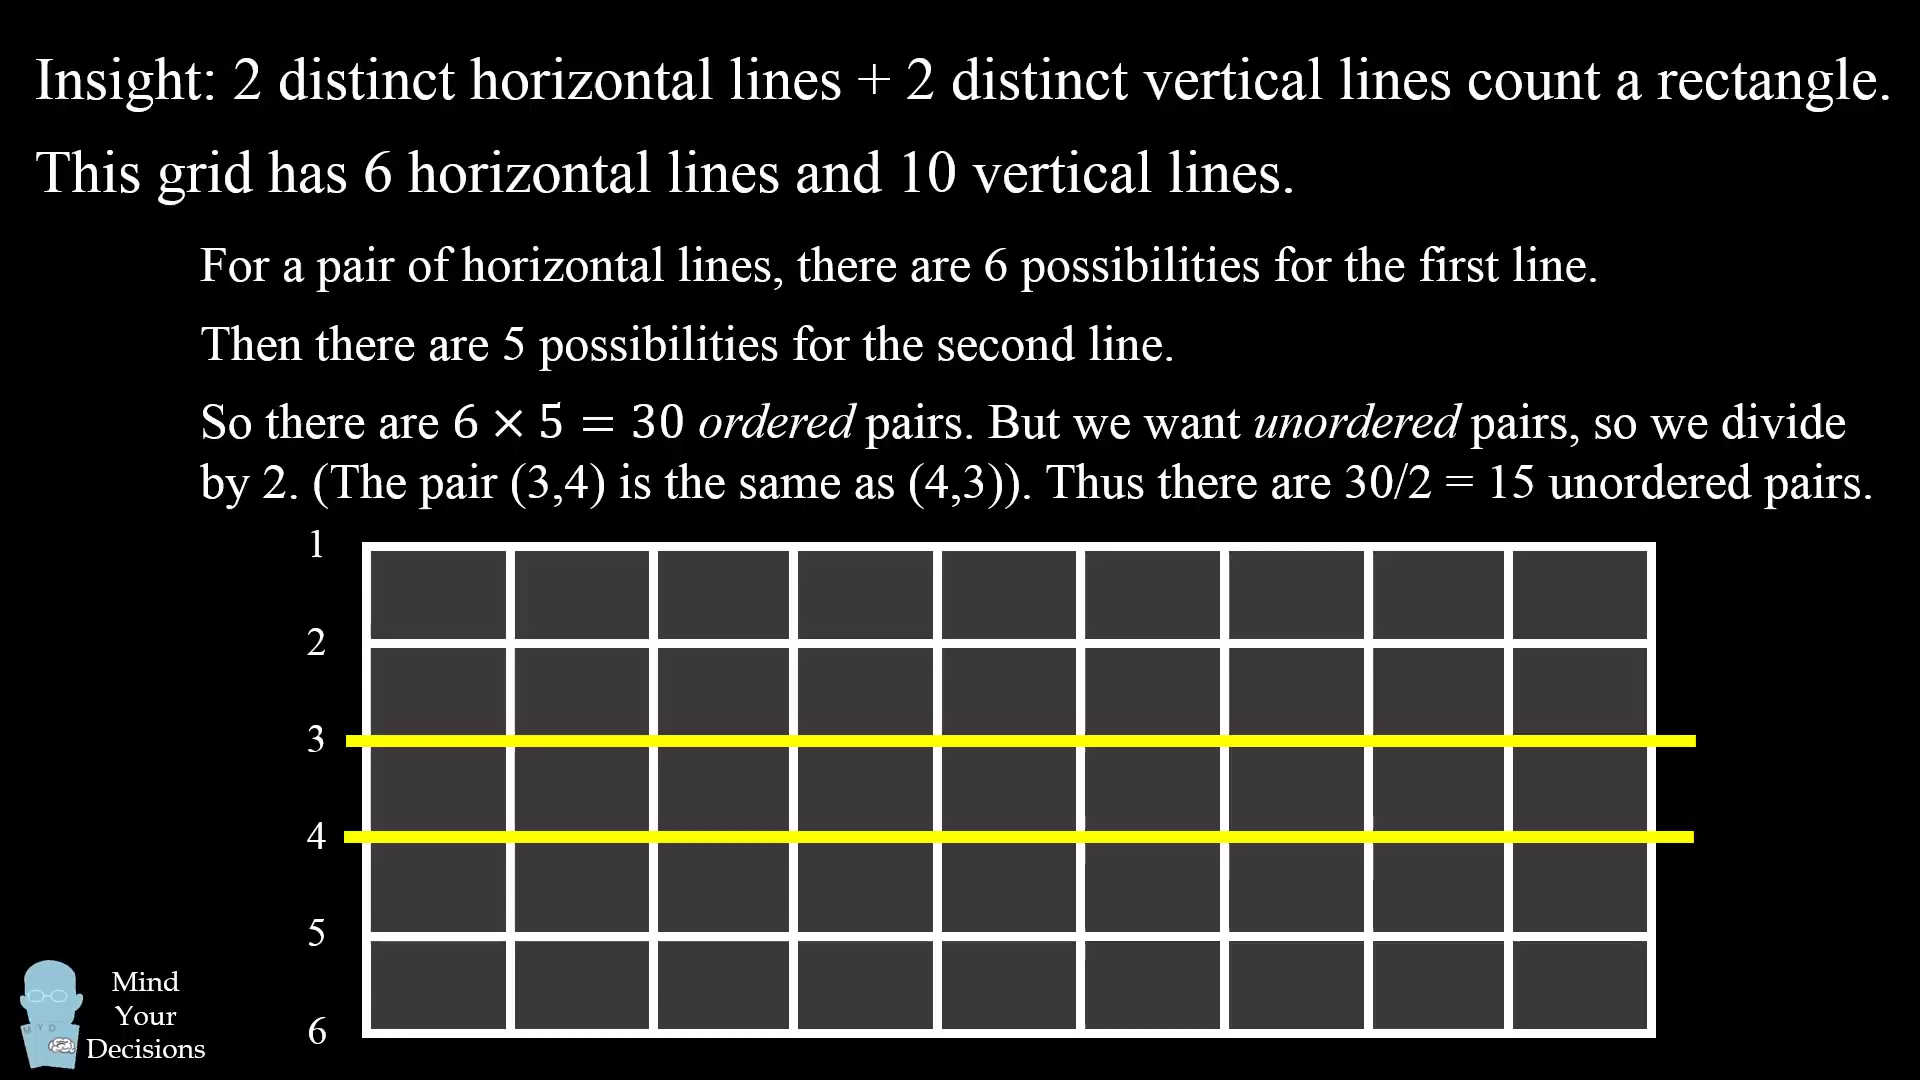 Insight: 2 distinct horizontal lines + 2 distinct vertical lines count a rectangle.
This grid has 6 horizontal lines and 10 vertical lines.
For a pair of horizontal lines, there are 6 possibilities for the first line.
Then there are 5 possibilities for the second line.
So there are 6 × 5 = 30 ordered pairs. But we want unordered pairs, so we divide
by 2. (The pair (3,4) is the same as (4,3)). Thus there are 30/2 = 15 unordered pairs.
1
2
3
4
5
6
M Y D
Mind
Your
Decisions